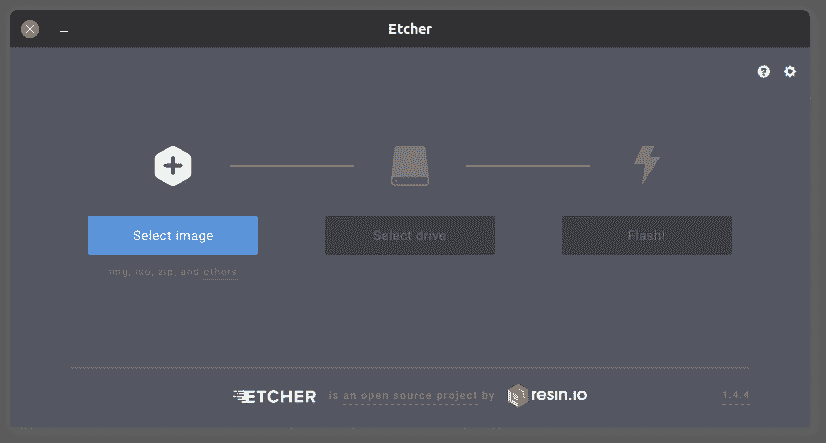 Etcher
Select image
Select drive
Flash!
img, iso, zip, and others
ETCHER is an open source project by resin.io
1.4.4